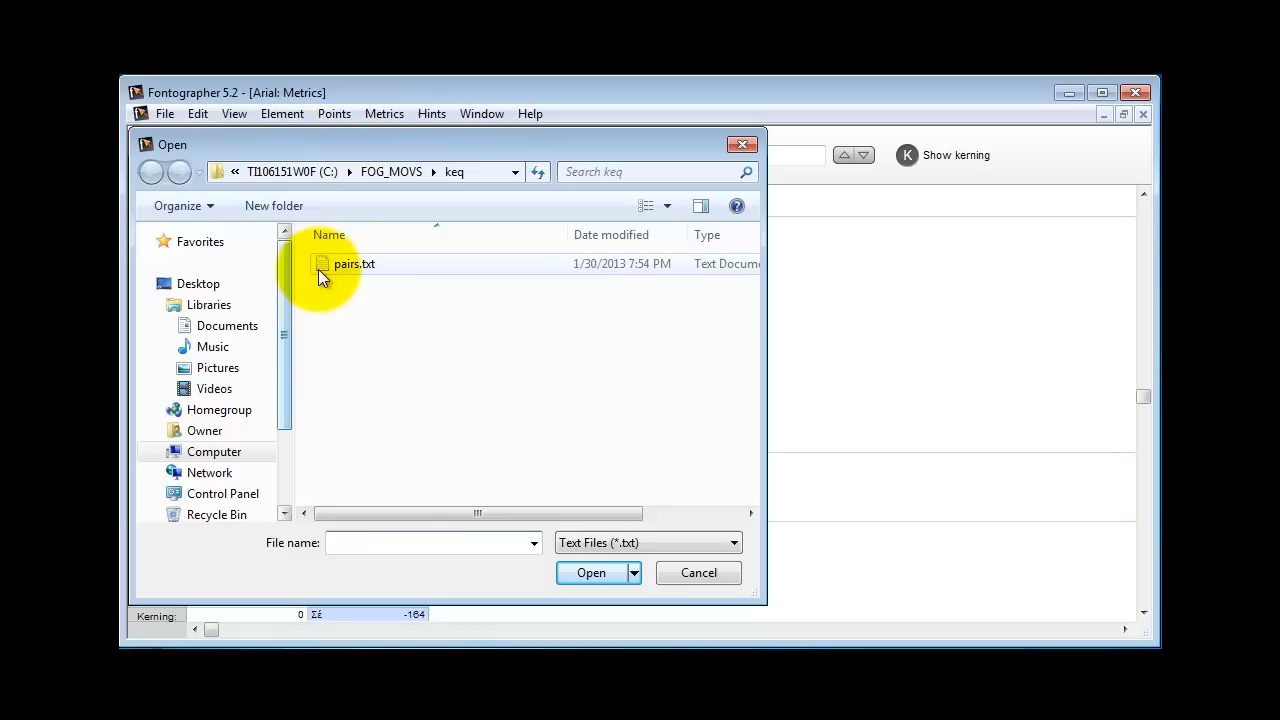 Fontographer 5.2 - [Arial: Metrics]
File Edit View Element Points Metrics Hints Window Help
Open
K Show kerning
« TI106151W0F (C:) FOG_MOVS keq
Search keq
Organize New folder
Name Date modified Type
Favorites
pairs.txt 1/30/2013 7:54 PM Text Docum
Desktop
Libraries
Documents
Music
Pictures
Videos
Homegroup
Owner
Computer
Network
Control Panel
Recycle Bin
File name: Text Files (*.txt)
Open Cancel
Kerning: 0 Σέ -164